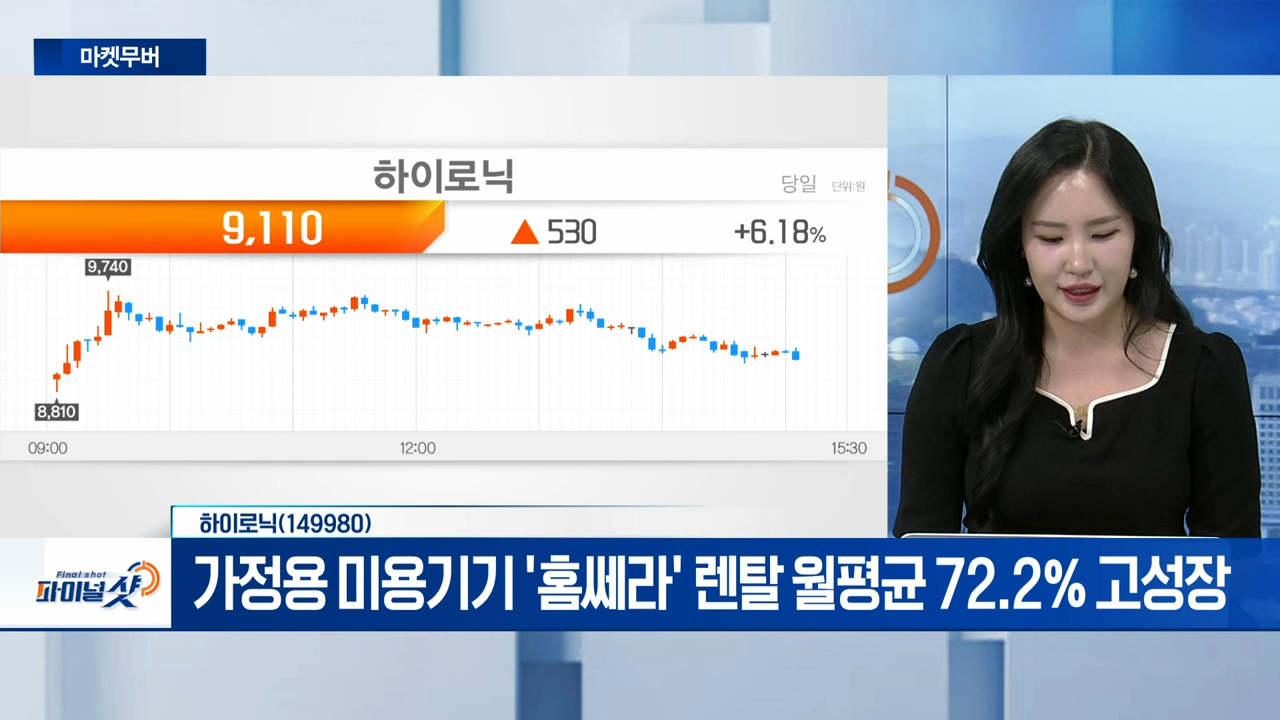 마켓무버
하이로닉
당일 단위:원
9,110 ▲ 530 +6.18%
9,740
8,810
09:00 12:00 15:30
하이로닉(149980)
Final shot
파이널샷
가정용 미용기기 '홈쎄라' 렌탈 월평균 72.2% 고성장